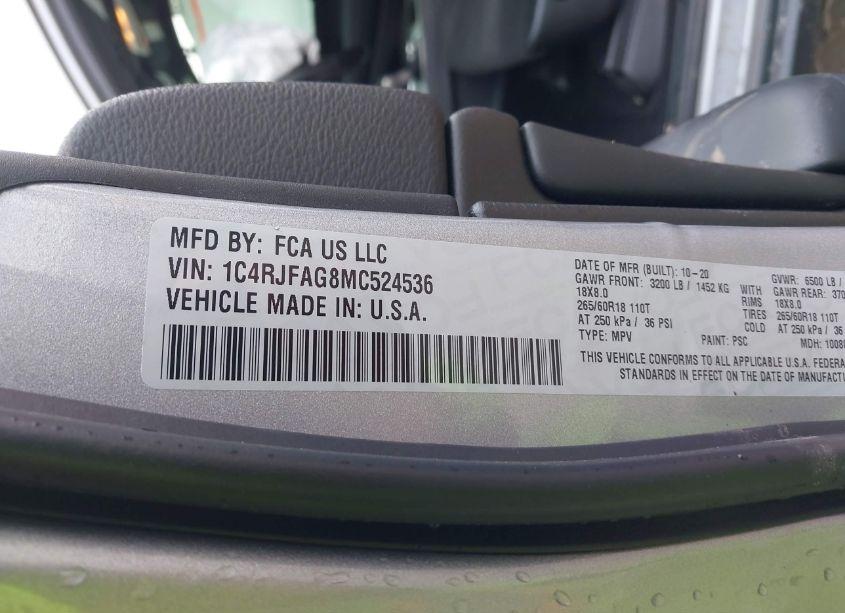 MFD BY: FCA US LLC
VIN: 1C4RJFAG8MC524536
VEHICLE MADE IN: U.S.A.
DATE OF MFR (BUILT): 10-20
GVWR: 6500 LB /
GAWR FRONT: 3200 LB / 1452 KG WITH GAWR REAR: 370
18X8.0 RIMS 18X8.0
265/60R18 110T TIRES 265/60R18 110T
AT 250 kPa / 36 PSI COLD AT 250 kPa / 36
TYPE: MPV PAINT: PSC MDH: 1008
THIS VEHICLE CONFORMS TO ALL APPLICABLE U.S.A. FEDERA
STANDARDS IN EFFECT ON THE DATE OF MANUFACT